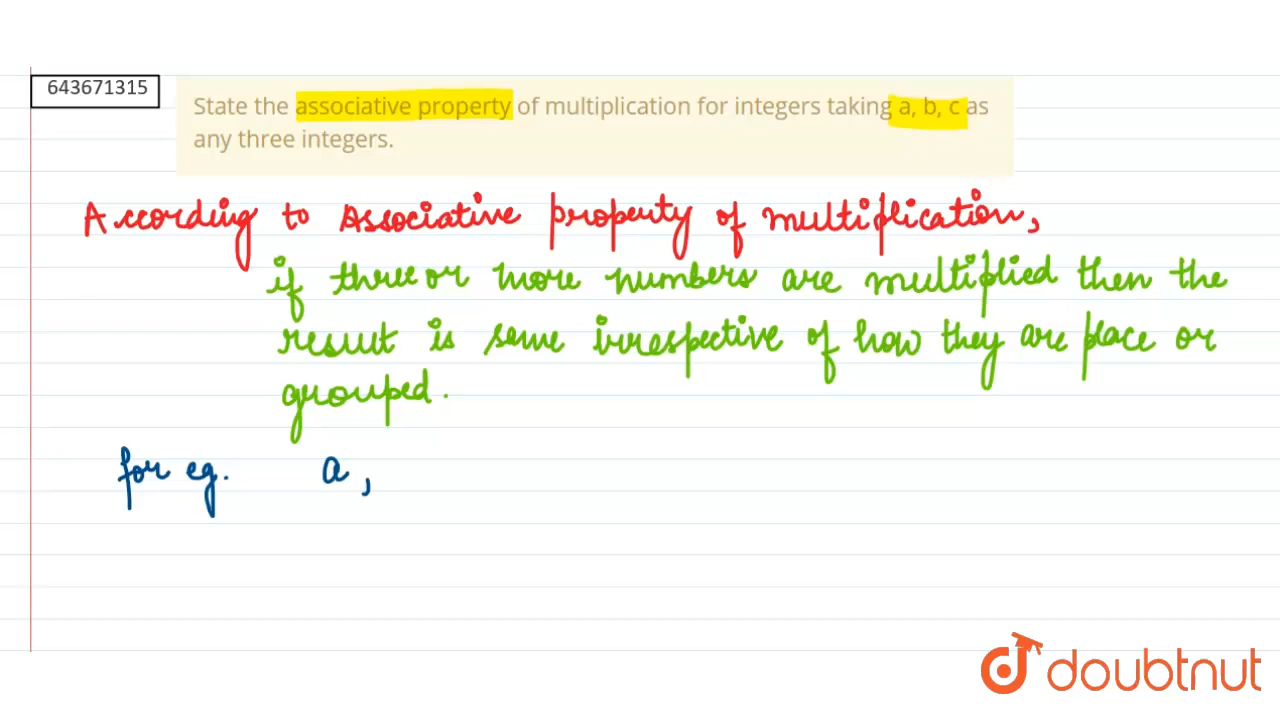 643671315
State the associative property of multiplication for integers taking a, b, c as
any three integers.
According to Associative property of multiplication,
if three or more numbers are multiplied then the
result is same irrespective of how they are place or
grouped.
for eg. a ,
doubtnut